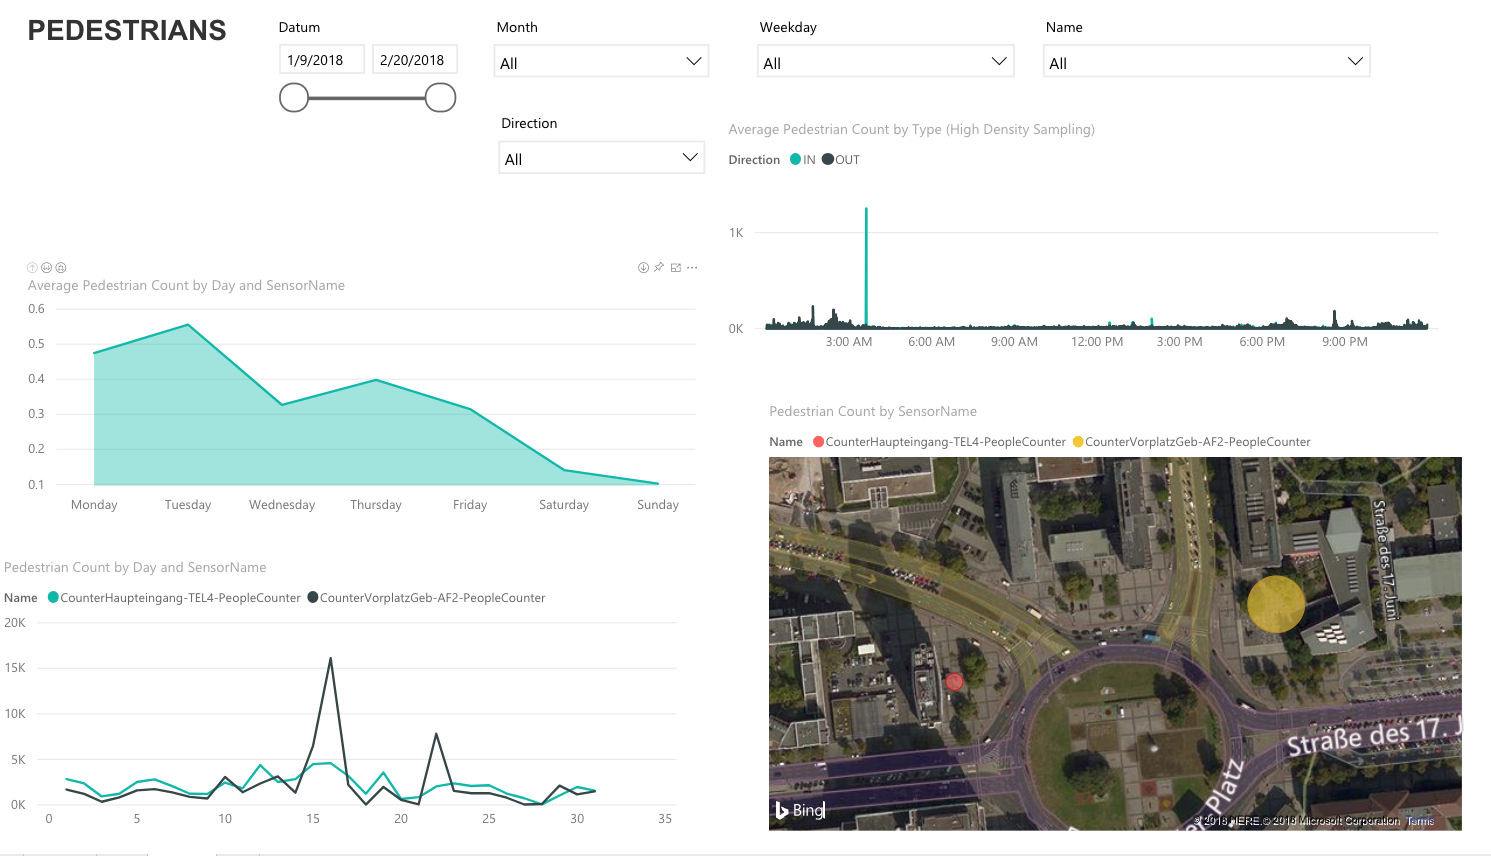 PEDESTRIANS
Datum
1/9/2018
2/20/2018
Month
All
Weekday
All
Name
All
Direction
All
Average Pedestrian Count by Type (High Density Sampling)
Direction IN OUT
1K
0K
3:00 AM 6:00 AM 9:00 AM 12:00 PM 3:00 PM 6:00 PM 9:00 PM
Average Pedestrian Count by Day and SensorName
0.6
0.5
0.4
0.3
0.2
0.1
Monday Tuesday Wednesday Thursday Friday Saturday Sunday
Pedestrian Count by SensorName
Name CounterHaupteingang-TEL4-PeopleCounter CounterVorplatzGeb-AF2-PeopleCounter
Straße des 17. Juni
Straße des 17. J
er-Platz
Bing
© 2018 HERE, © 2018 Microsoft Corporation Terms
Pedestrian Count by Day and SensorName
Name CounterHaupteingang-TEL4-PeopleCounter CounterVorplatzGeb-AF2-PeopleCounter
20K
15K
10K
5K
0K
0 5 10 15 20 25 30 35